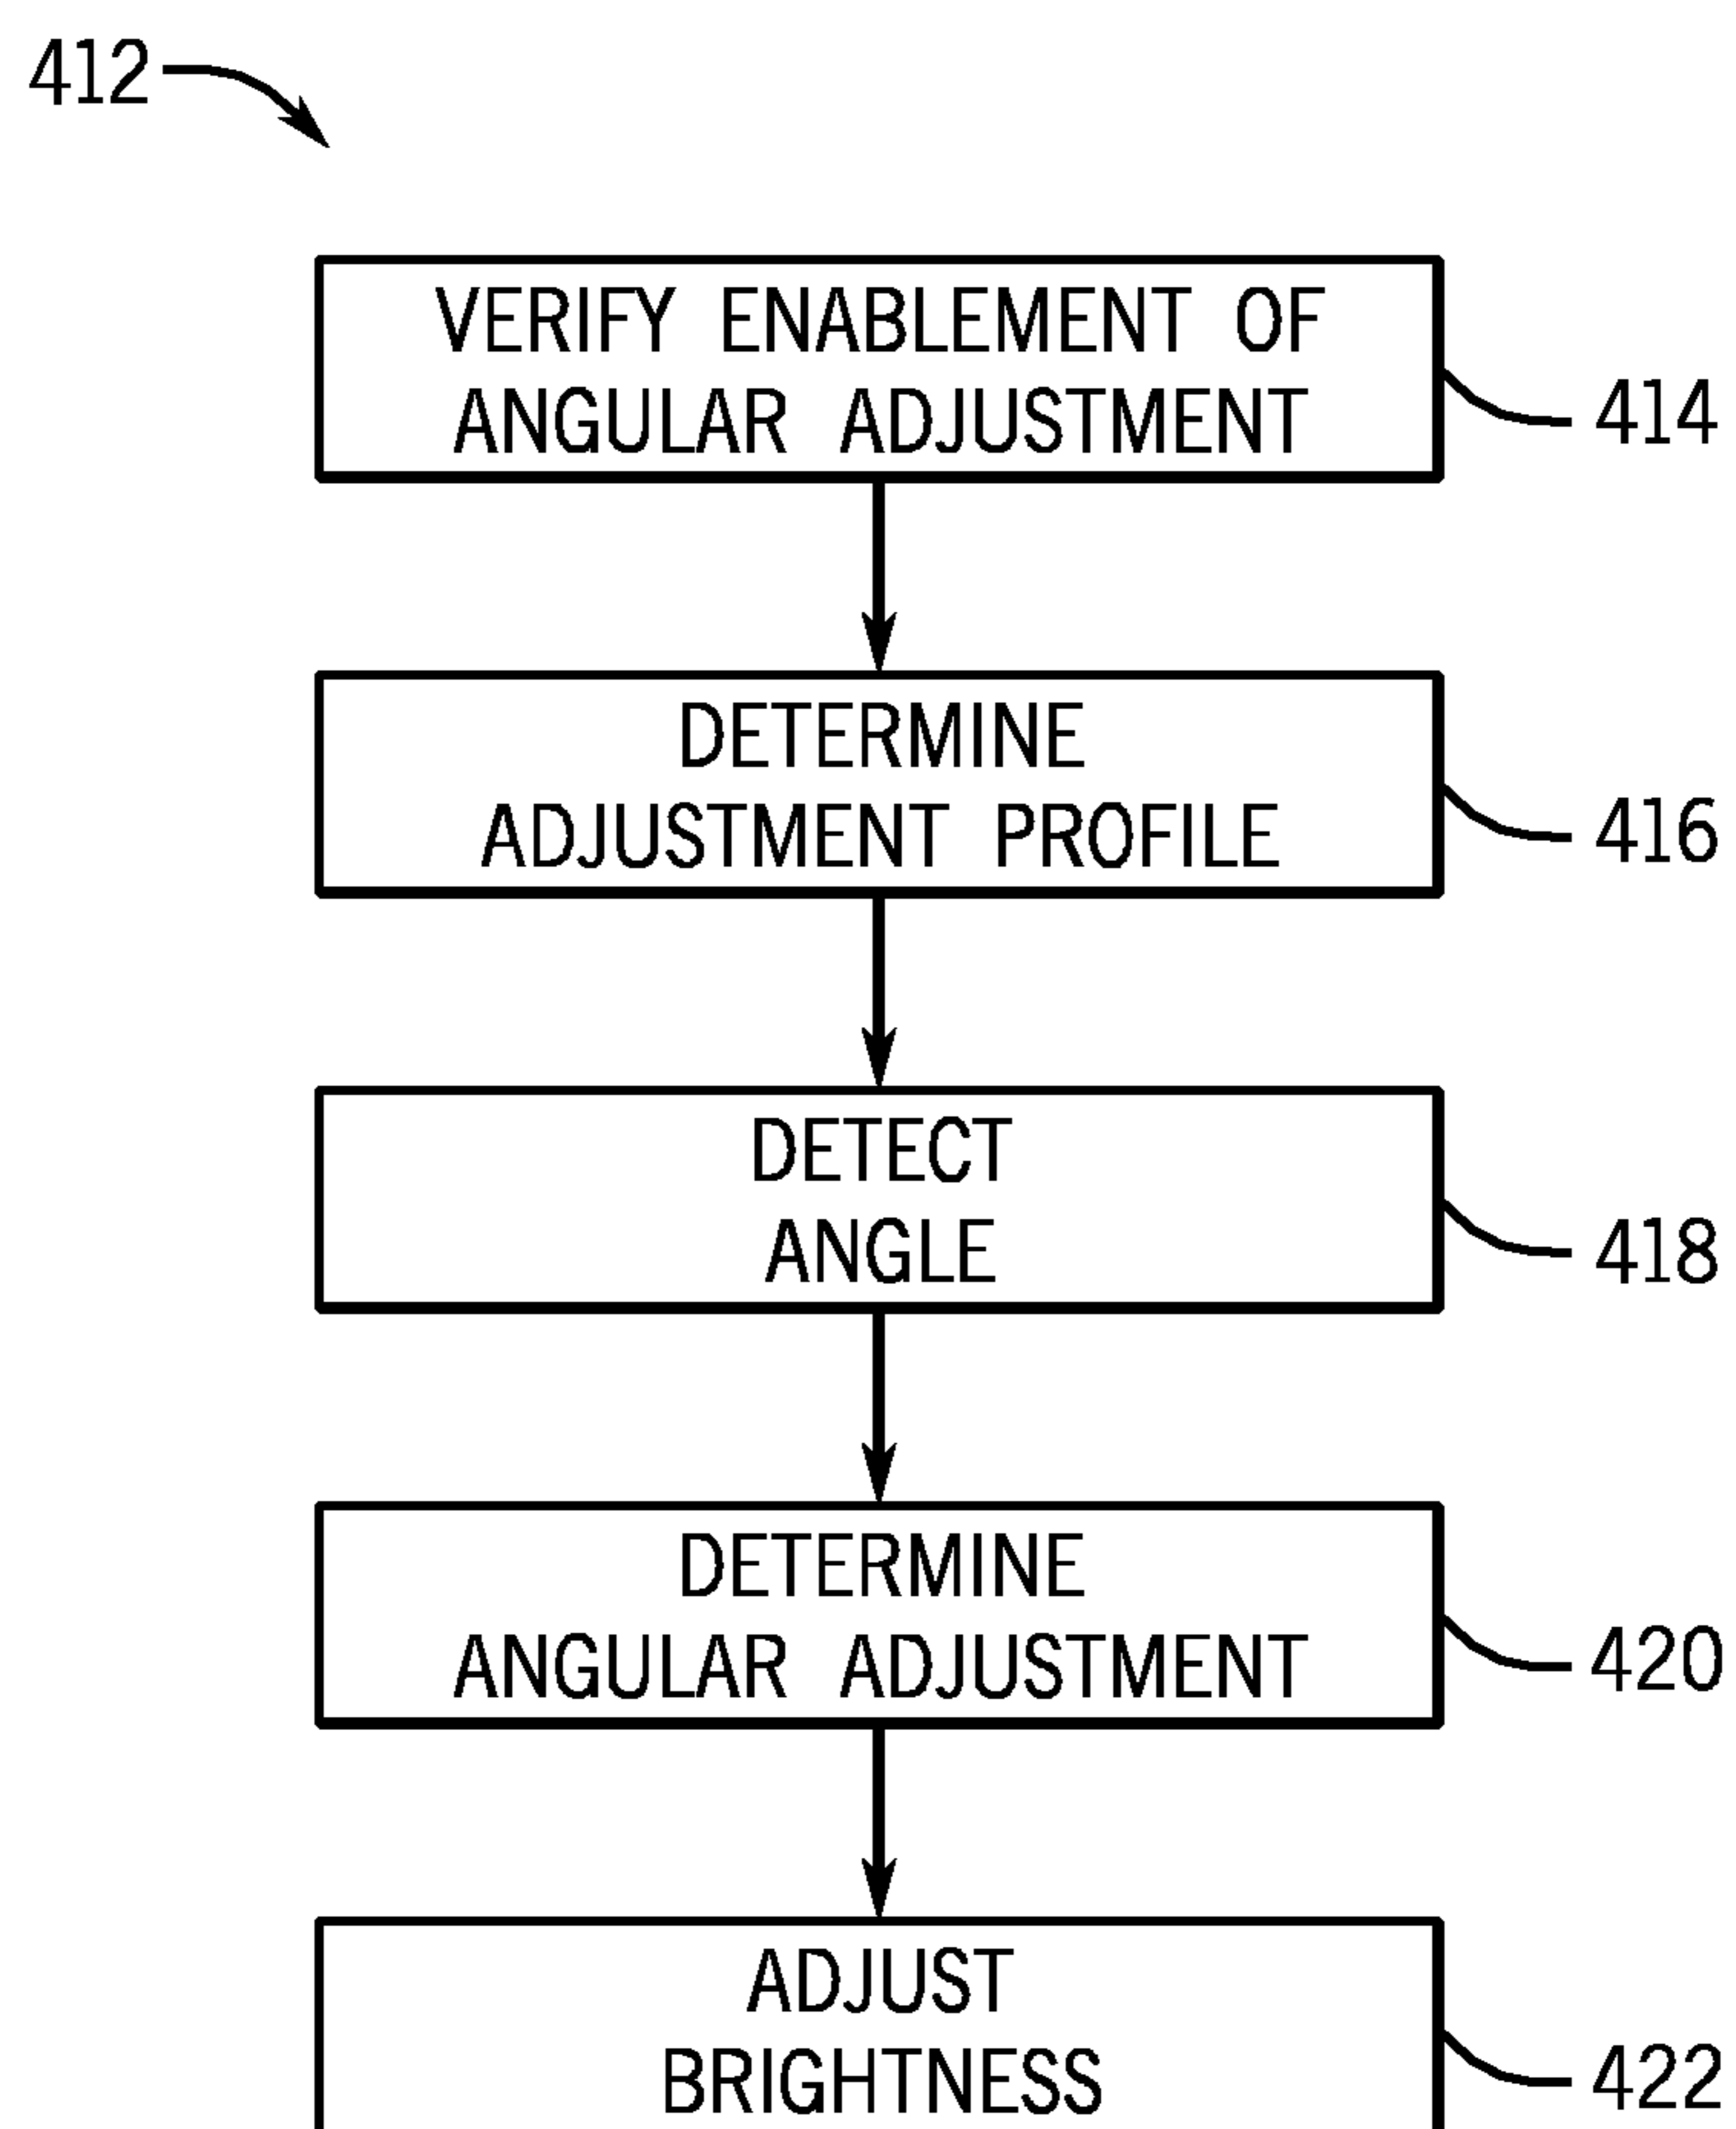 412
VERIFY ENABLEMENT OF
ANGULAR ADJUSTMENT
414
DETERMINE
ADJUSTMENT PROFILE
416
DETECT
ANGLE
418
DETERMINE
ANGULAR ADJUSTMENT
420
ADJUST
BRIGHTNESS
422